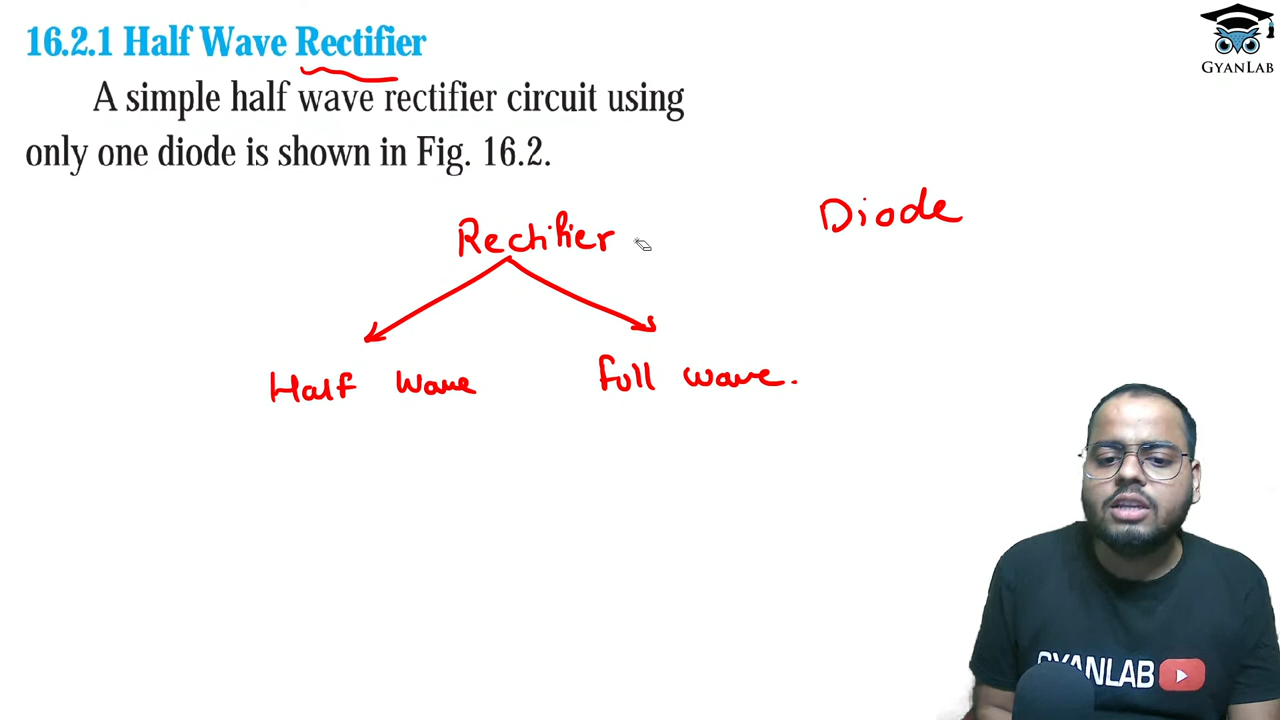 16.2.1 Half Wave Rectifier
A simple half wave rectifier circuit using
only one diode is shown in Fig. 16.2.
GYANLAB
Diode
Rectifier
Half Wave
Full wave.
GYANLAB